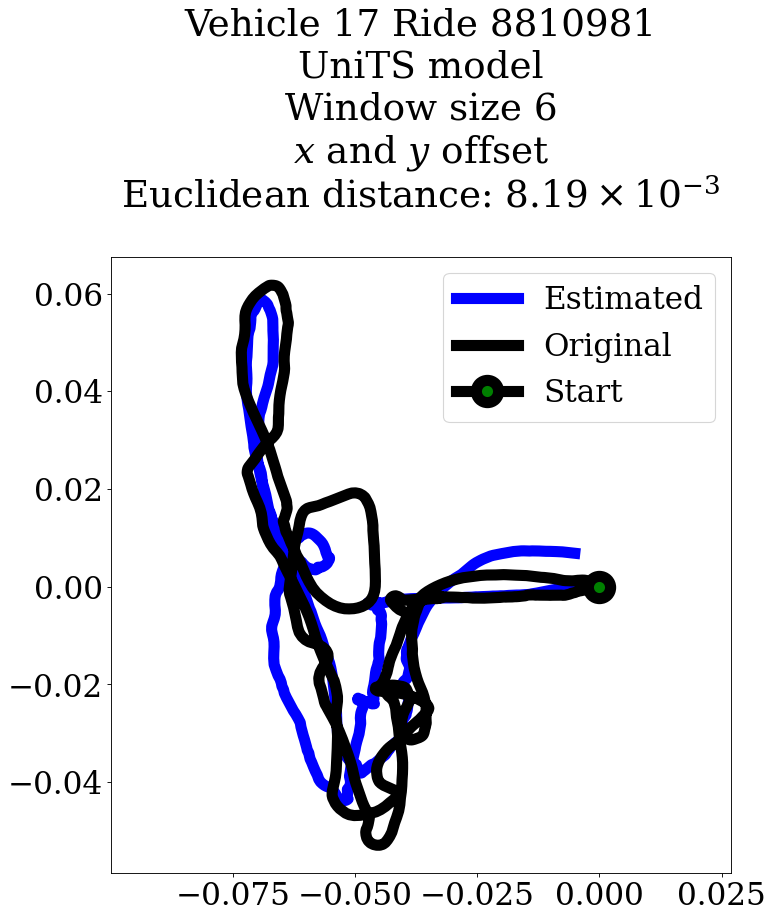 Vehicle 17 Ride 8810981
UniTS model
Window size 6
x and y offset
Euclidean distance: 8.19 × 10⁻³
Estimated
Original
Start
0.06
0.04
0.02
0.00
−0.02
−0.04
−0.075 −0.050 −0.025 0.000 0.025